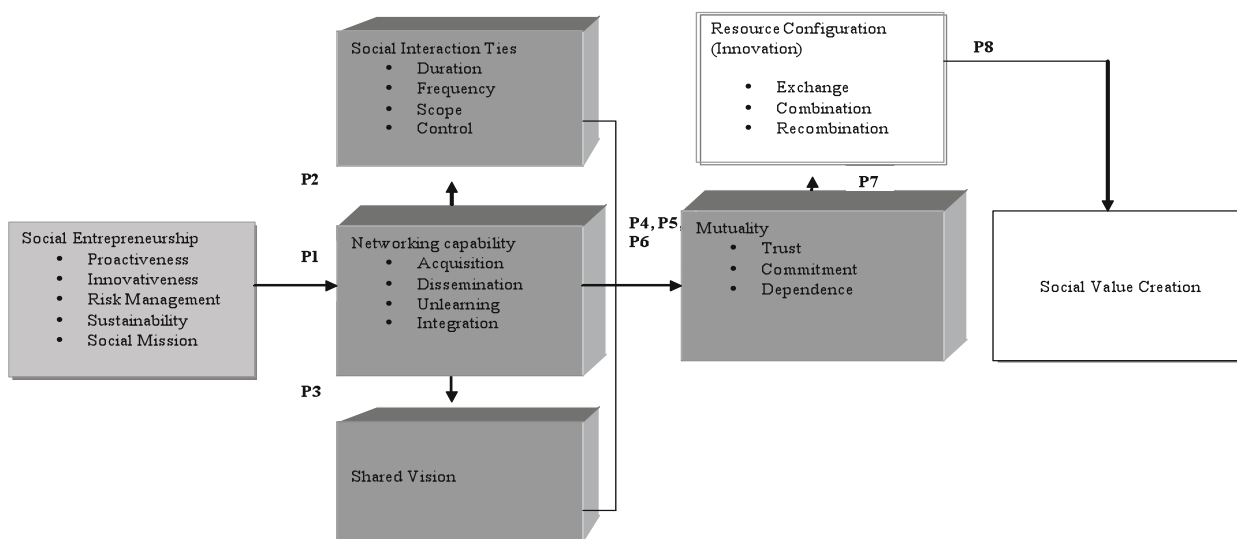 Social Entrepreneurship
• Proactiveness
• Innovativeness
• Risk Management
• Sustainability
• Social Mission
P1
P2
P3
Social Interaction Ties
• Duration
• Frequency
• Scope
• Control
Networking capability
• Acquisition
• Dissemination
• Unlearning
• Integration
Shared Vision
P4, P5,
P6
Mutuality
• Trust
• Commitment
• Dependence
P7
Resource Configuration
(Innovation)
• Exchange
• Combination
• Recombination
P8
Social Value Creation